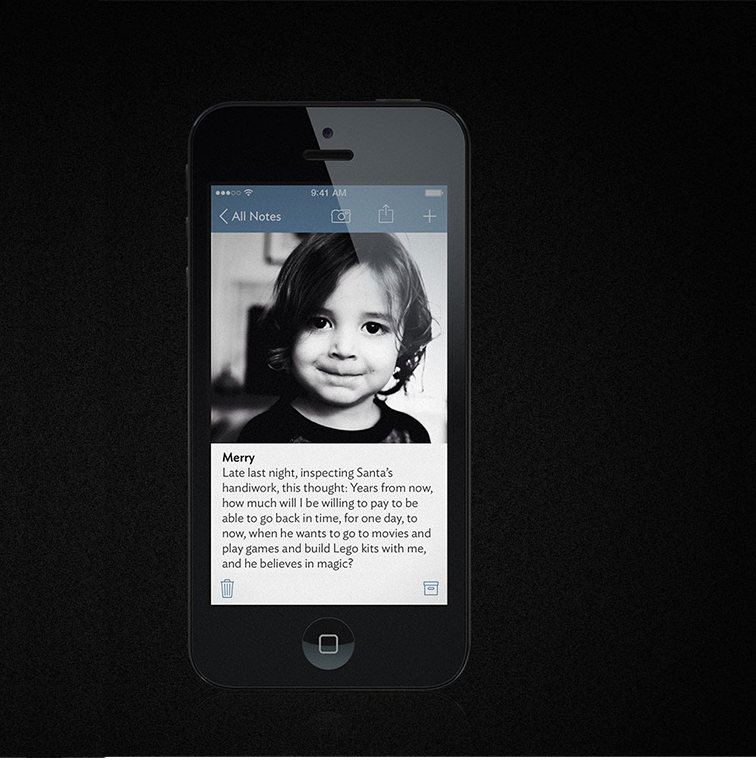 9:41 AM
All Notes
Merry
Late last night, inspecting Santa's
handiwork, this thought: Years from now,
how much will I be willing to pay to be
able to go back in time, for one day, to
now, when he wants to go to movies and
play games and build Lego kits with me,
and he believes in magic?